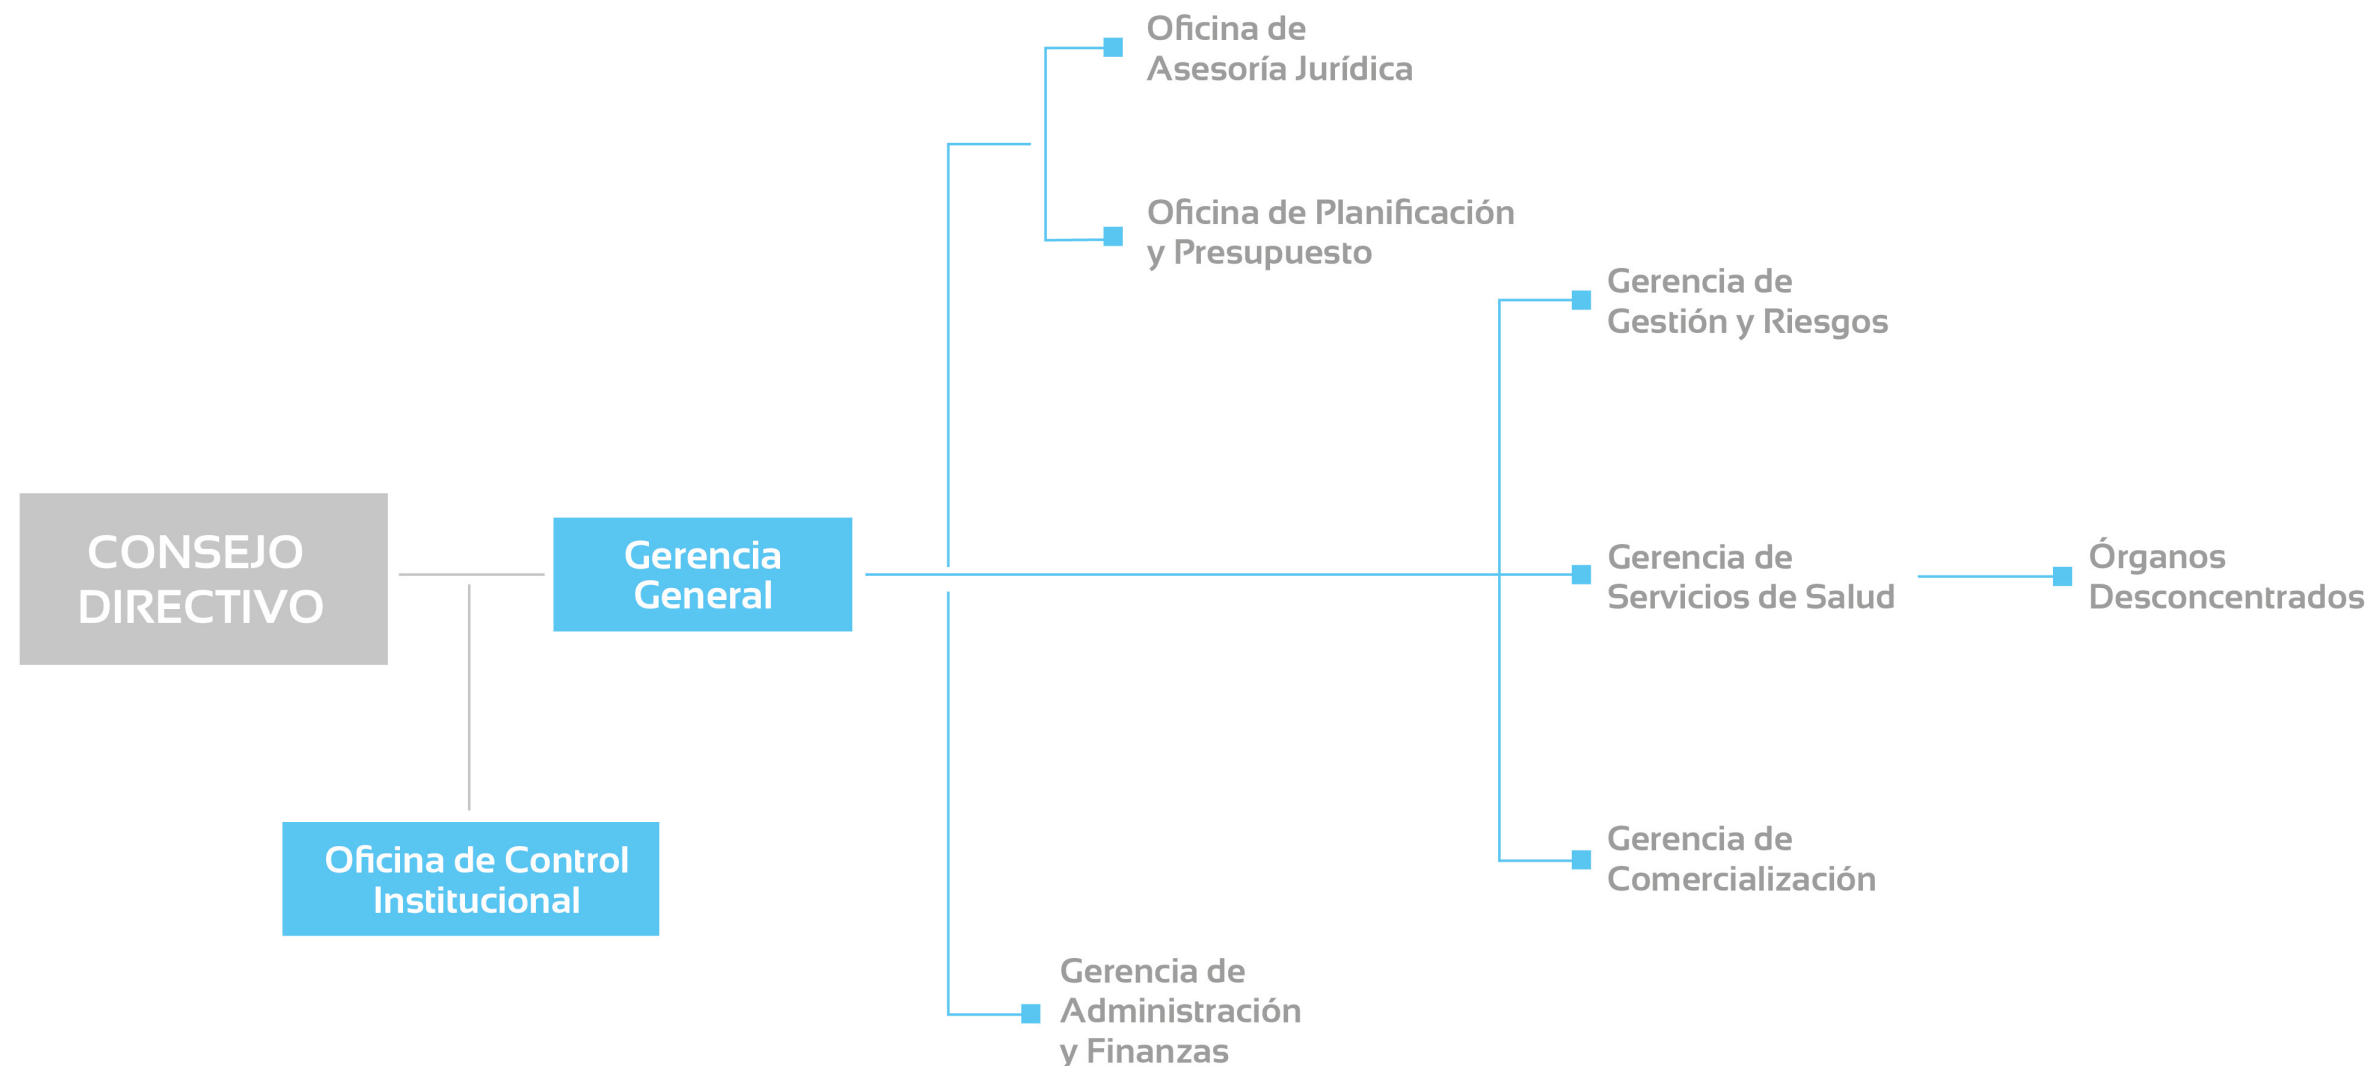 Oficina de
Asesoría Jurídica
Oficina de Planificación
y Presupuesto
Gerencia de
Gestión y Riesgos
CONSEJO
DIRECTIVO
Gerencia
General
Gerencia de
Servicios de Salud
Órganos
Desconcentrados
Oficina de Control
Institucional
Gerencia de
Comercialización
Gerencia de
Administración
y Finanzas